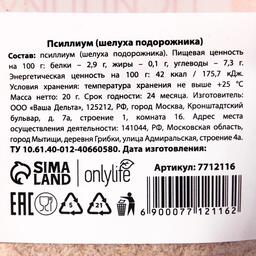 Псиллиум (шелуха подорожника)
Состав: псиллиум (шелуха подорожника). Пищевая ценность
на 100 г: белки – 2,9 г, жиры – 0,1 г, углеводы – 7,3 г.
Энергетическая ценность на 100 г: 42 ккал / 175,7 кДж.
Условия хранения: температура хранения не выше +25 °С
Масса нетто: 20 г. Срок годности: 24 месяца. Изготовитель:
ООО «Ваша Дельта», 125212, РФ, город Москва, Кронштадтский
бульвар, д. 7а, строение 1, комната 16. Адрес места
осуществления деятельности: 141044, РФ, Московская область,
город Мытищи, деревня Грибки, улица Адмиральская, строение 4а.
ТУ 10.61.40-012-40660580. Дата изготовления:
Артикул: 7712116
SIMA
LAND
onlylife
EAC
5
21
6 900077 121162